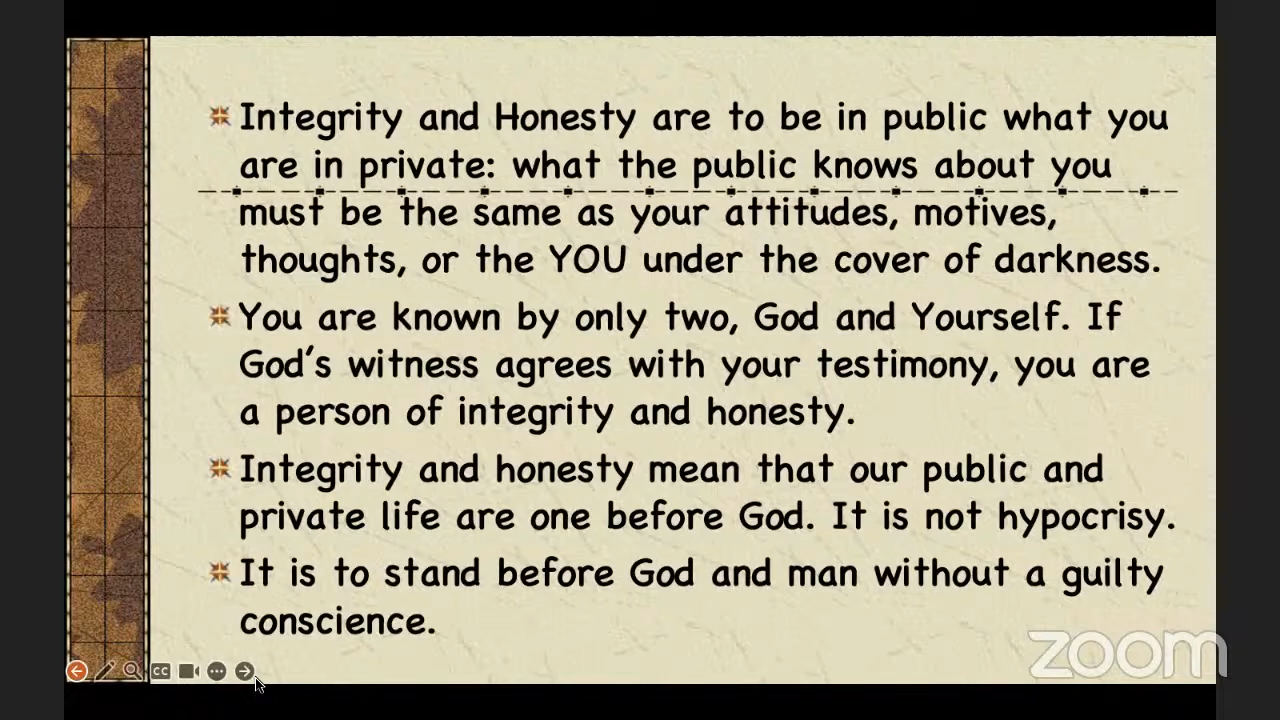 Integrity and Honesty are to be in public what you
are in private: what the public knows about you
must be the same as your attitudes, motives,
thoughts, or the YOU under the cover of darkness.
You are known by only two, God and Yourself. If
God's witness agrees with your testimony, you are
a person of integrity and honesty.
Integrity and honesty mean that our public and
private life are one before God. It is not hypocrisy.
It is to stand before God and man without a guilty
conscience.
CC
zoom